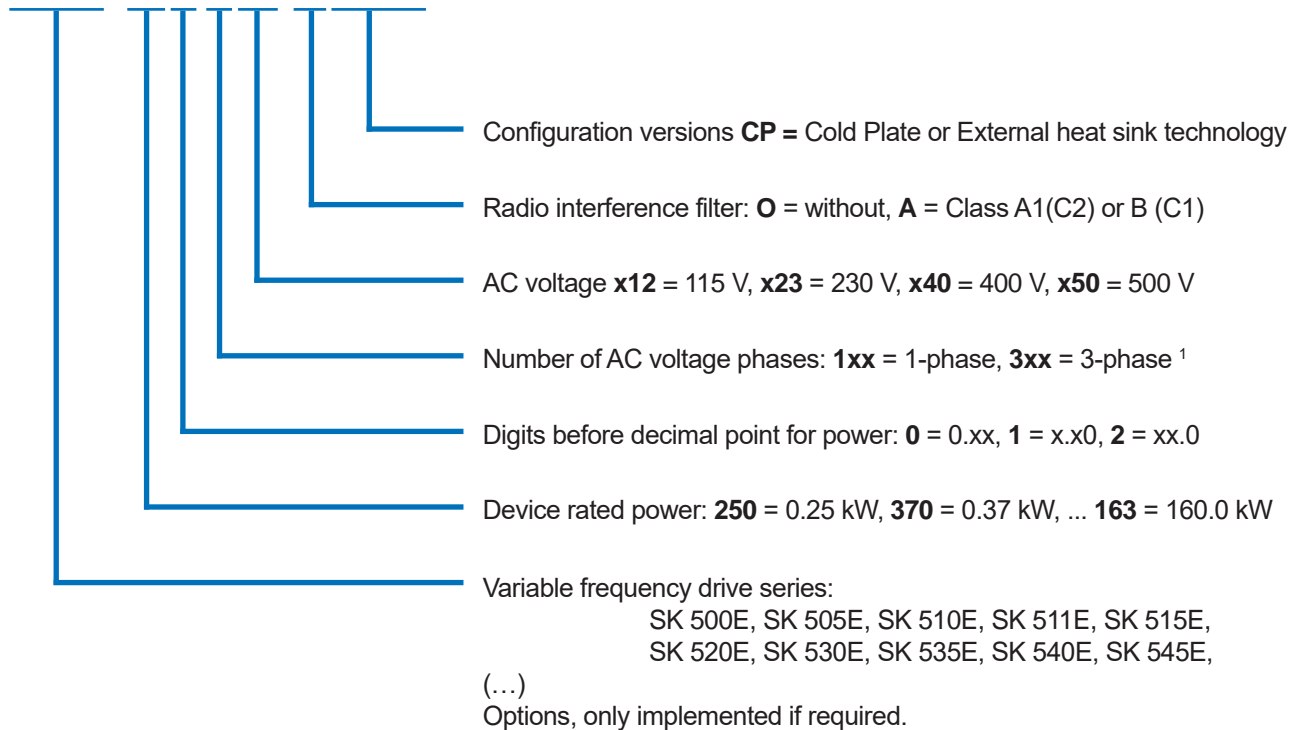 Configuration versions CP = Cold Plate or External heat sink technology
Radio interference filter: O = without, A = Class A1(C2) or B (C1)
AC voltage x12 = 115 V, x23 = 230 V, x40 = 400 V, x50 = 500 V
Number of AC voltage phases: 1xx = 1-phase, 3xx = 3-phase ¹
Digits before decimal point for power: 0 = 0.xx, 1 = x.x0, 2 = xx.0
Device rated power: 250 = 0.25 kW, 370 = 0.37 kW, ... 163 = 160.0 kW
Variable frequency drive series:
SK 500E, SK 505E, SK 510E, SK 511E, SK 515E,
SK 520E, SK 530E, SK 535E, SK 540E, SK 545E,
(…)
Options, only implemented if required.